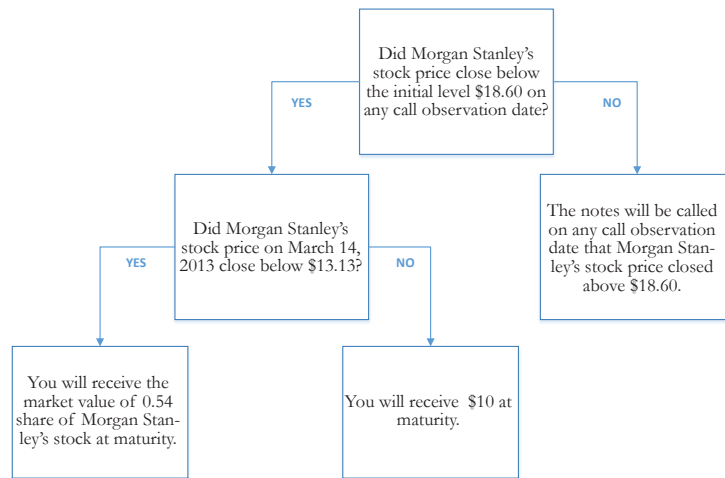 Did Morgan Stanley's
stock price close below
the initial level $18.60 on
any call observation date?
YES
NO
Did Morgan Stanley's
stock price on March 14,
2013 close below $13.13?
The notes will be called
on any call observation
date that Morgan Stan-
ley's stock price closed
above $18.60.
YES
NO
You will receive the
market value of 0.54
share of Morgan Stan-
ley's stock at maturity.
You will receive $10 at
maturity.